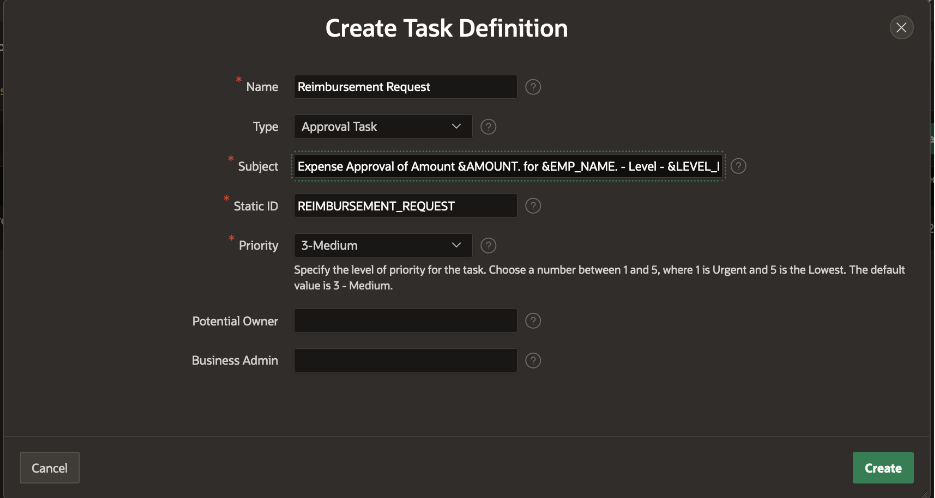 Create Task Definition
* Name Reimbursement Request
Type Approval Task
* Subject Expense Approval of Amount &AMOUNT. for &EMP_NAME. - Level - &LEVEL_
* Static ID REIMBURSEMENT_REQUEST
* Priority 3-Medium
Specify the level of priority for the task. Choose a number between 1 and 5, where 1 is Urgent and 5 is the Lowest. The default
value is 3 - Medium.
Potential Owner
Business Admin
Cancel Create